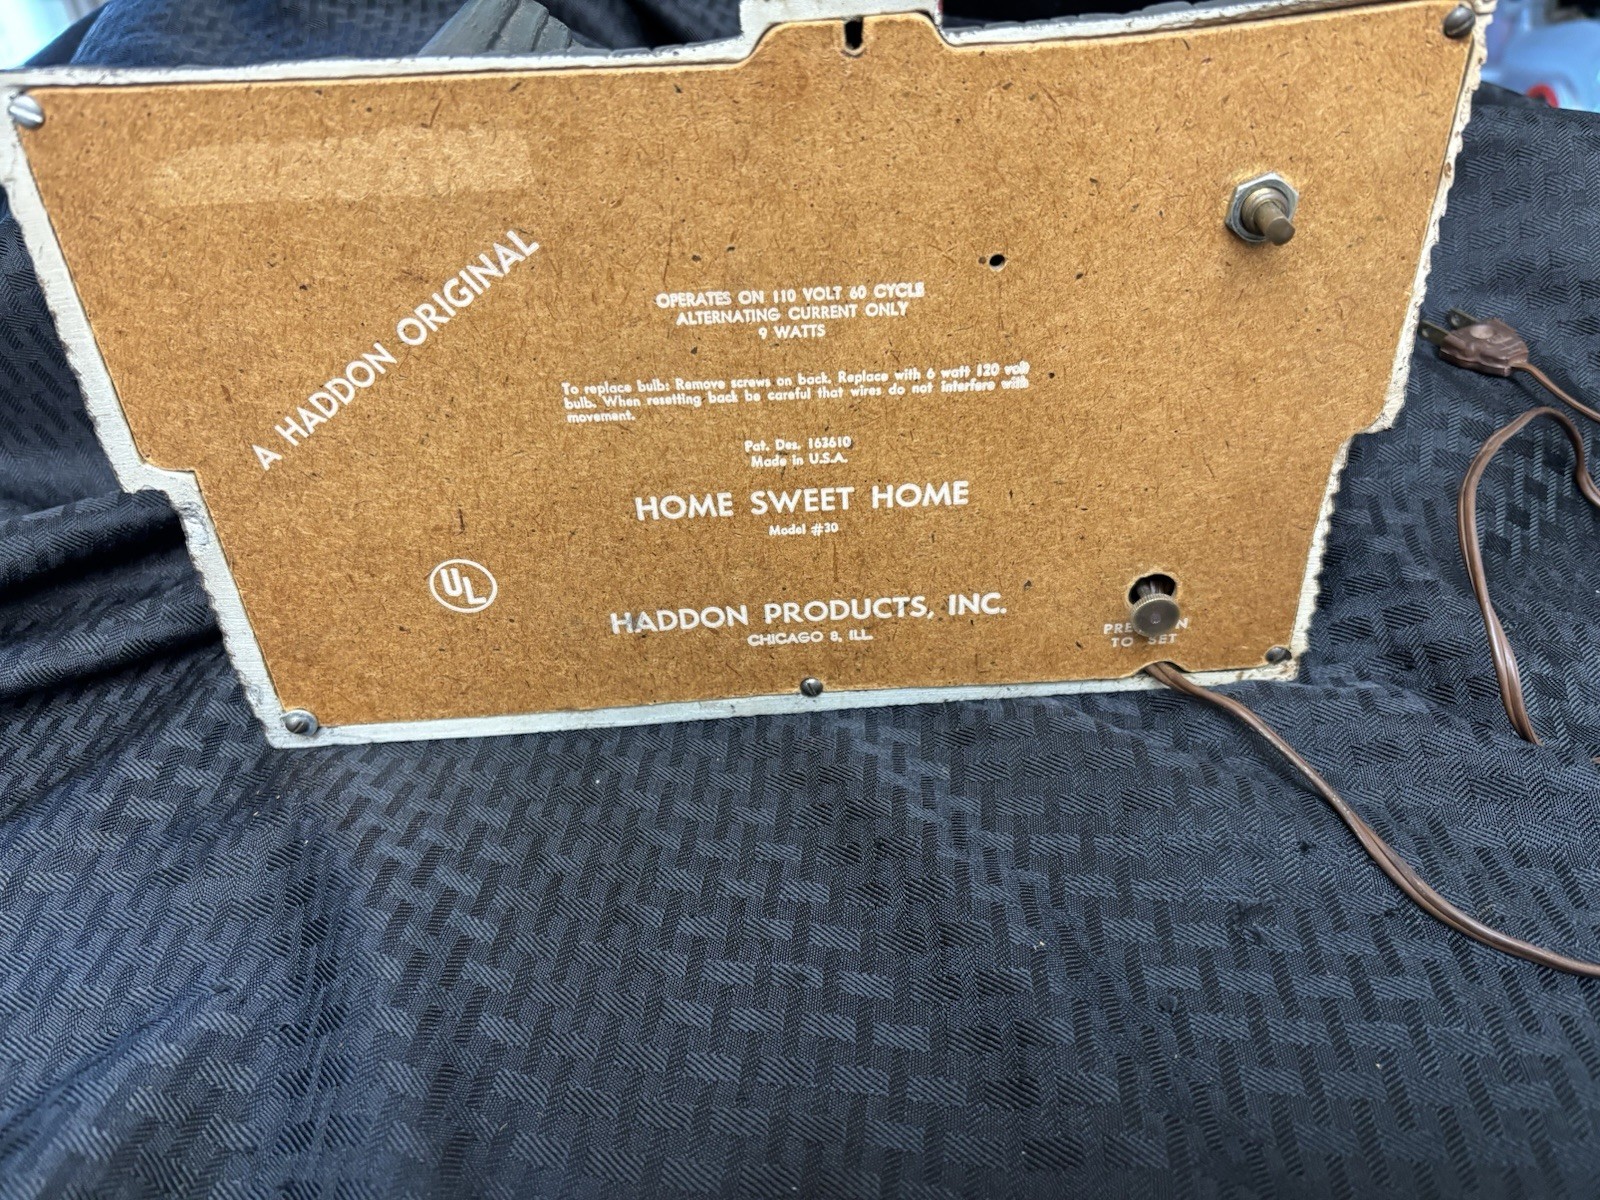 A HADDON ORIGINAL
OPERATES ON 110 VOLT 60 CYCLE
ALTERNATING CURRENT ONLY
9 WATTS
To replace bulb: Remove screws on back. Replace with 6 watt 120 volt
bulb. When resetting back be careful that wires do not interfere with
movement.
Pat. Des. 163610
Made in U.S.A.
HOME SWEET HOME
Model #30
UL
HADDON PRODUCTS, INC.
CHICAGO 8, ILL.
TO SET